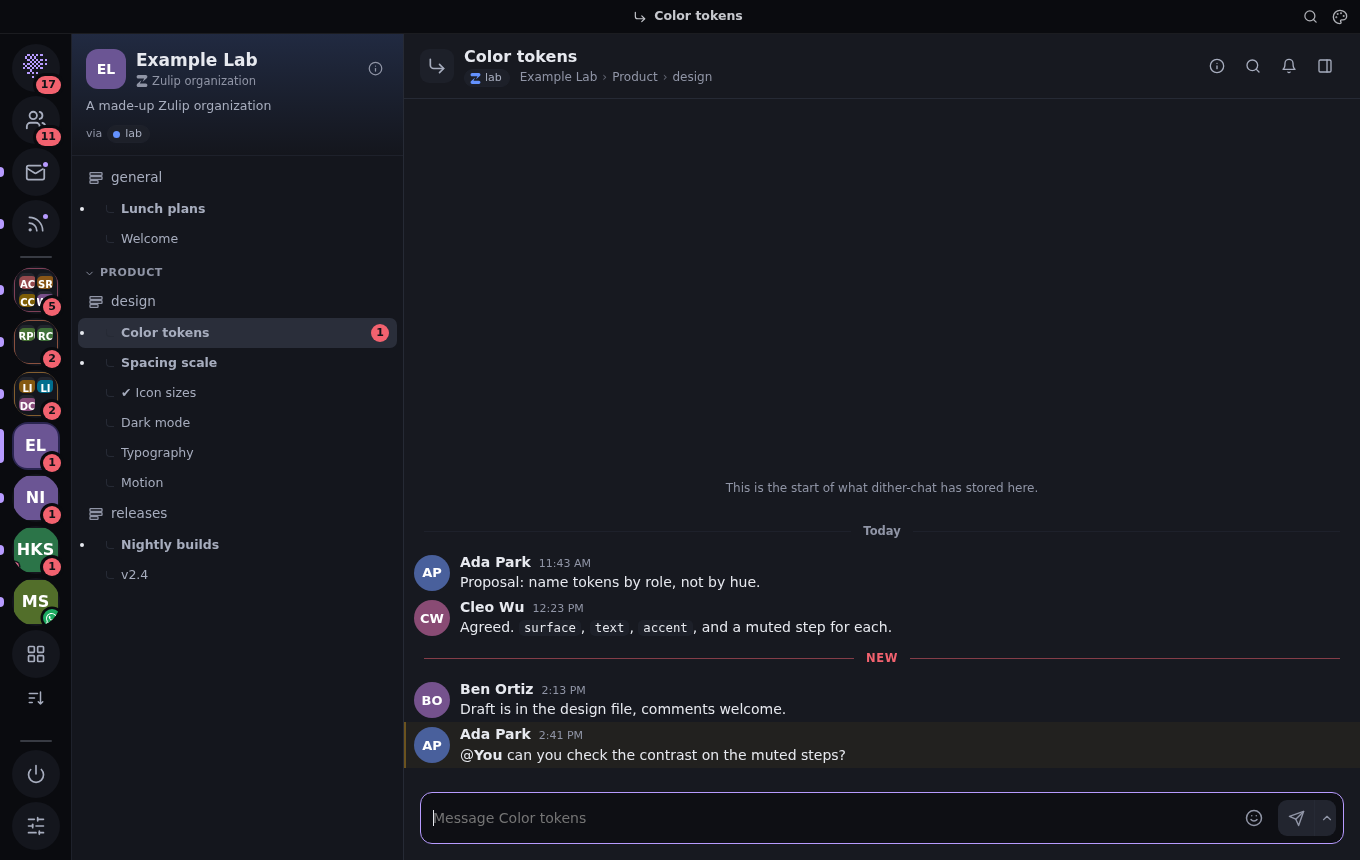 Color tokens
17
11
AC SR
CC
5
RP RC
2
LI LI
DC
2
EL
1
NI
1
HKS
1
MS
EL
Example Lab
Zulip organization
A made-up Zulip organization
via lab
general
Lunch plans
Welcome
PRODUCT
design
Color tokens 1
Spacing scale
✔ Icon sizes
Dark mode
Typography
Motion
releases
Nightly builds
v2.4
Color tokens
lab Example Lab › Product › design
This is the start of what dither-chat has stored here.
Today
AP
Ada Park 11:43 AM
Proposal: name tokens by role, not by hue.
CW
Cleo Wu 12:23 PM
Agreed. surface, text, accent, and a muted step for each.
NEW
BO
Ben Ortiz 2:13 PM
Draft is in the design file, comments welcome.
AP
Ada Park 2:41 PM
@You can you check the contrast on the muted steps?
Message Color tokens